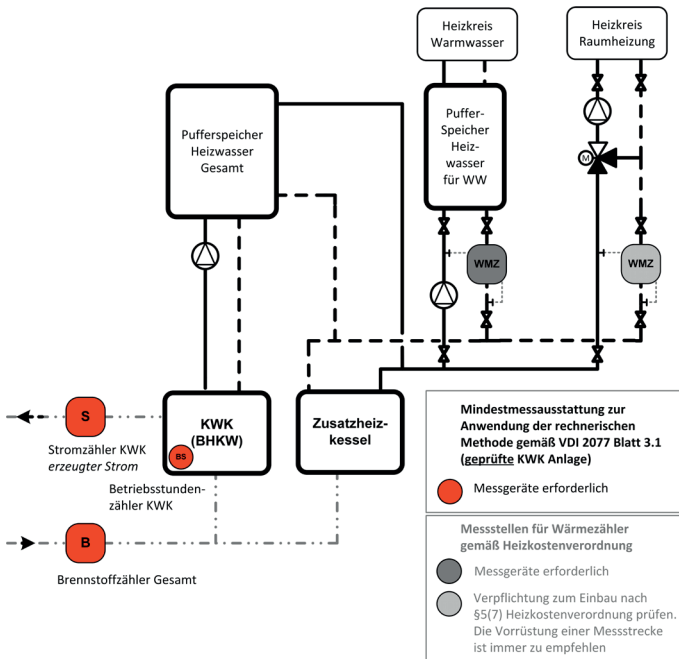 Heizkreis
Warmwasser
Heizkreis
Raumheizung
Pufferspeicher
Heizwasser
Gesamt
Puffer-
Speicher
Heiz-
wasser
für WW
M
WMZ
WMZ
S
Stromzähler KWK
erzeugter Strom
KWK
(BHKW)
BS
Zusatzheiz-
kessel
Betriebsstunden-
zähler KWK
B
Brennstoffzähler Gesamt
Mindestmessausstattung zur
Anwendung der rechnerischen
Methode gemäß VDI 2077 Blatt 3.1
(geprüfte KWK Anlage)
Messgeräte erforderlich
Messstellen für Wärmezähler
gemäß Heizkostenverordnung
Messgeräte erforderlich
Verpflichtung zum Einbau nach
§5(7) Heizkostenverordnung prüfen.
Die Vorrüstung einer Messstrecke
ist immer zu empfehlen